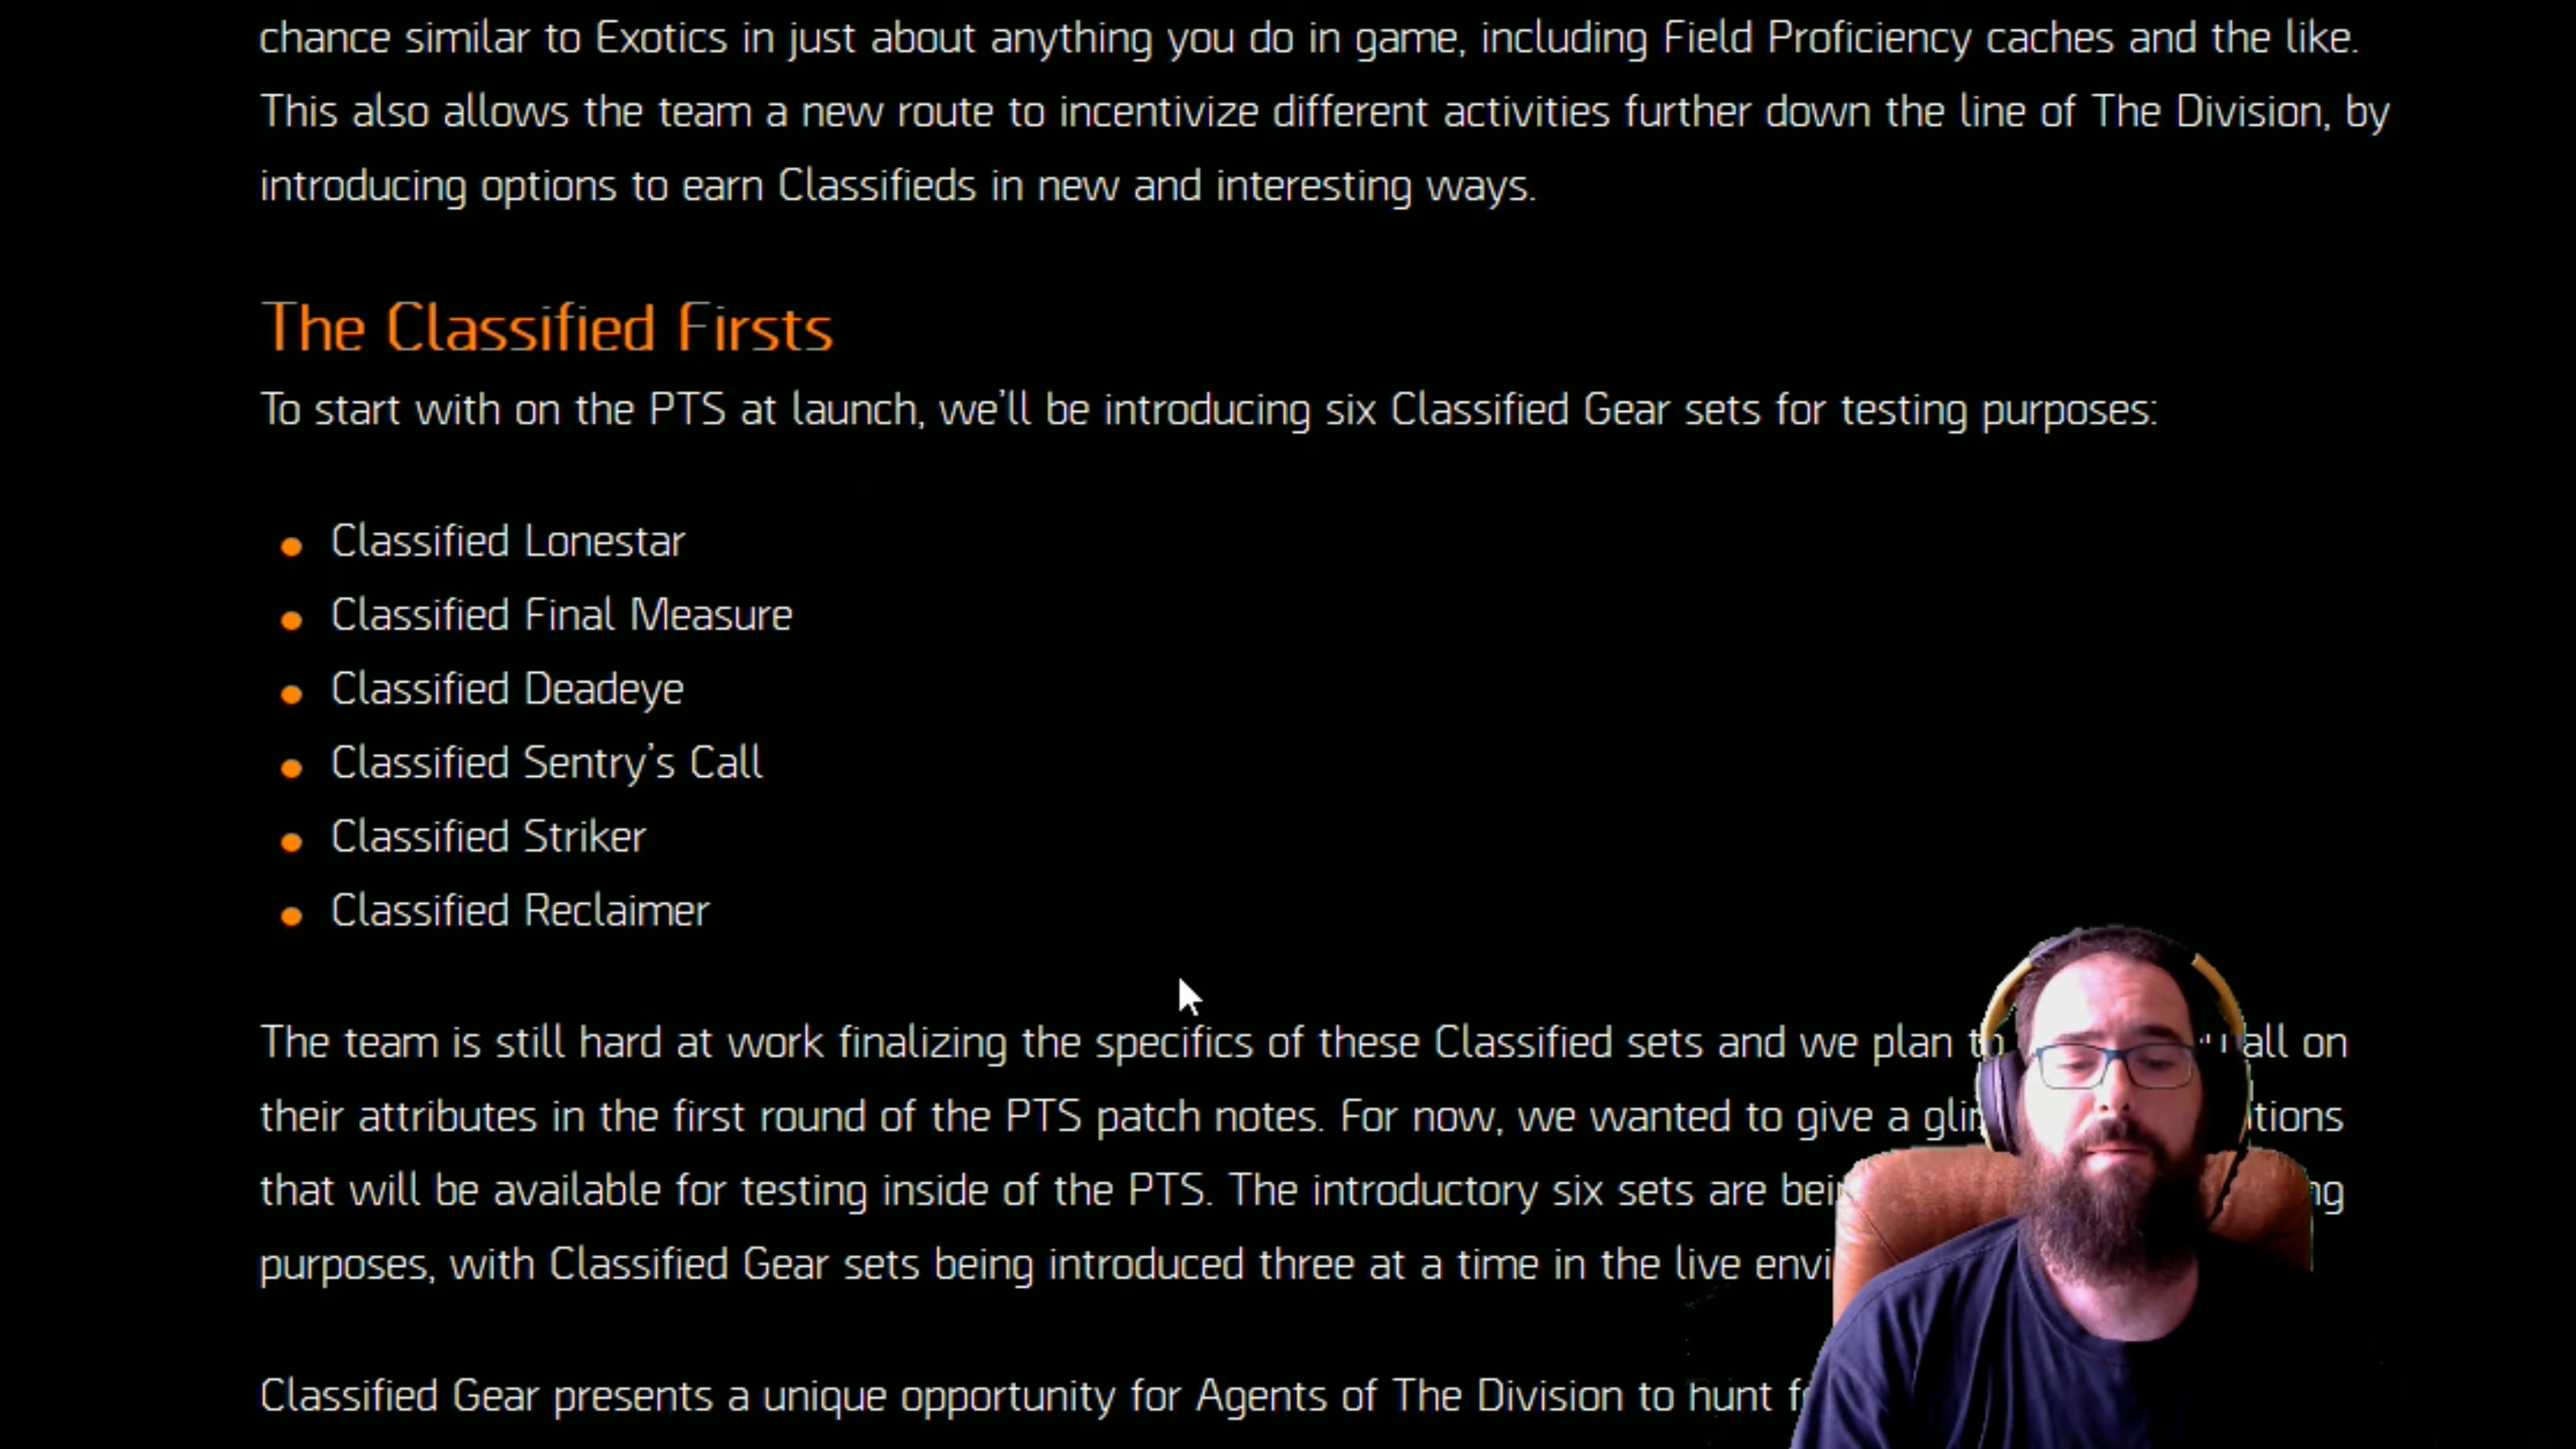 chance similar to Exotics in just about anything you do in game, including Field Proficiency caches and the like.
This also allows the team a new route to incentivize different activities further down the line of The Division, by
introducing options to earn Classifieds in new and interesting ways.
The Classified Firsts
To start with on the PTS at launch, we'll be introducing six Classified Gear sets for testing purposes:
Classified Lonestar
Classified Final Measure
Classified Deadeye
Classified Sentry's Call
Classified Striker
Classified Reclaimer
The team is still hard at work finalizing the specifics of these Classified sets and we plan all on
their attributes in the first round of the PTS patch notes. For now, we wanted to give a
that will be available for testing inside of the PTS. The introductory six sets are
purposes, with Classified Gear sets being introduced three at a time in the live
Classified Gear presents a unique opportunity for Agents of The Division to hunt